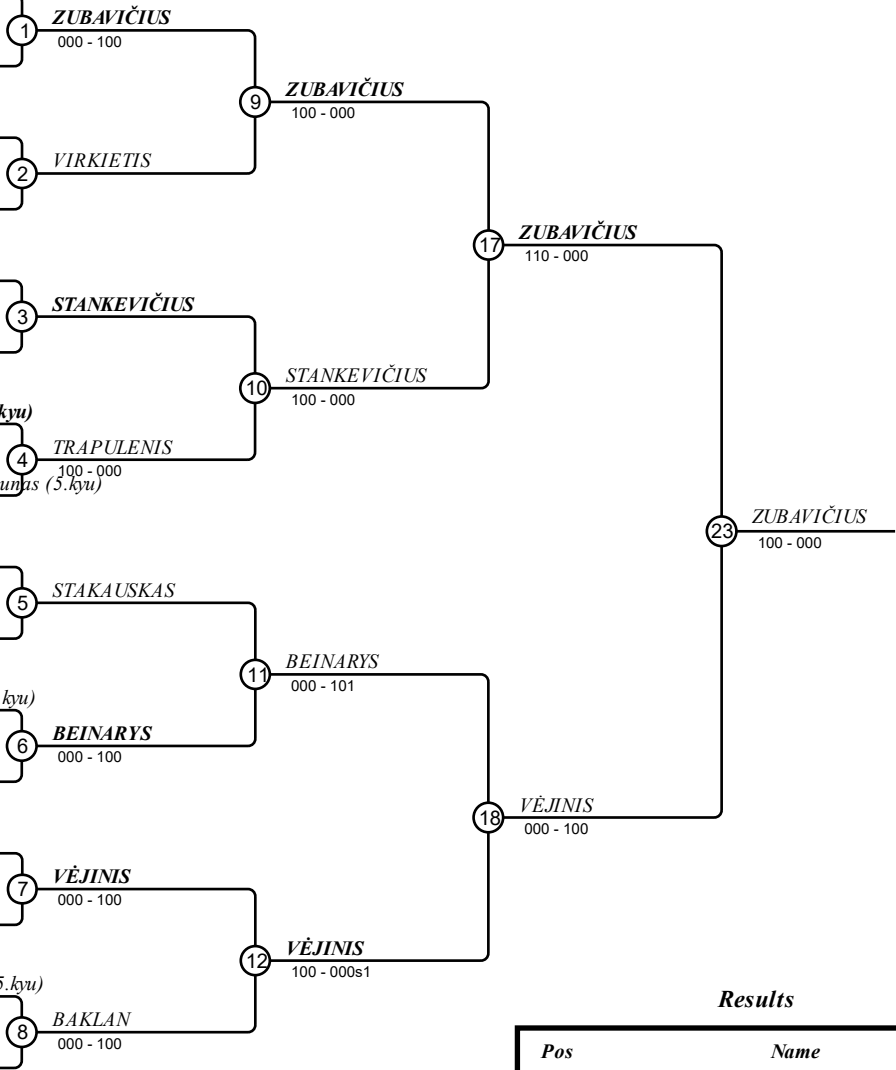 ZUBAVIČIUS
1
000 - 100
ZUBAVIČIUS
9
100 - 000
VIRKIETIS
2
ZUBAVIČIUS
17
110 - 000
STANKEVIČIUS
3
STANKEVIČIUS
10
100 - 000
kyu)
TRAPULENIS
4
100 - 000
unas (5.kyu)
ZUBAVIČIUS
23
100 - 000
STAKAUSKAS
5
BEINARYS
11
000 - 101
kyu)
BEINARYS
6
000 - 100
VĖJINIS
18
000 - 100
VĖJINIS
7
000 - 100
VĖJINIS
12
100 - 000s1
5.kyu)
BAKLAN
8
000 - 100
Results
Pos Name